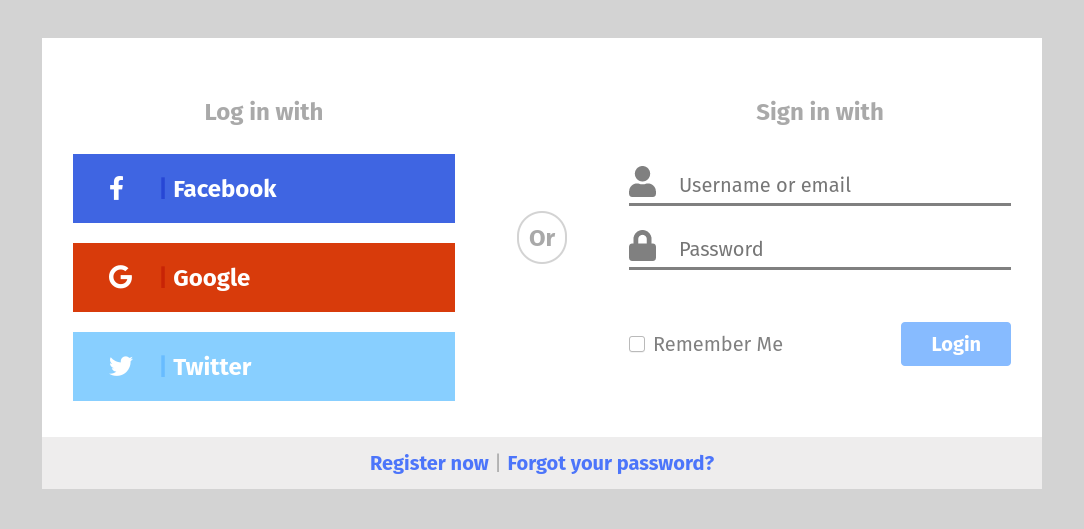 Log in with
Facebook
Google
Twitter
Or
Sign in with
Username or email
Password
Remember Me
Login
Register now | Forgot your password?